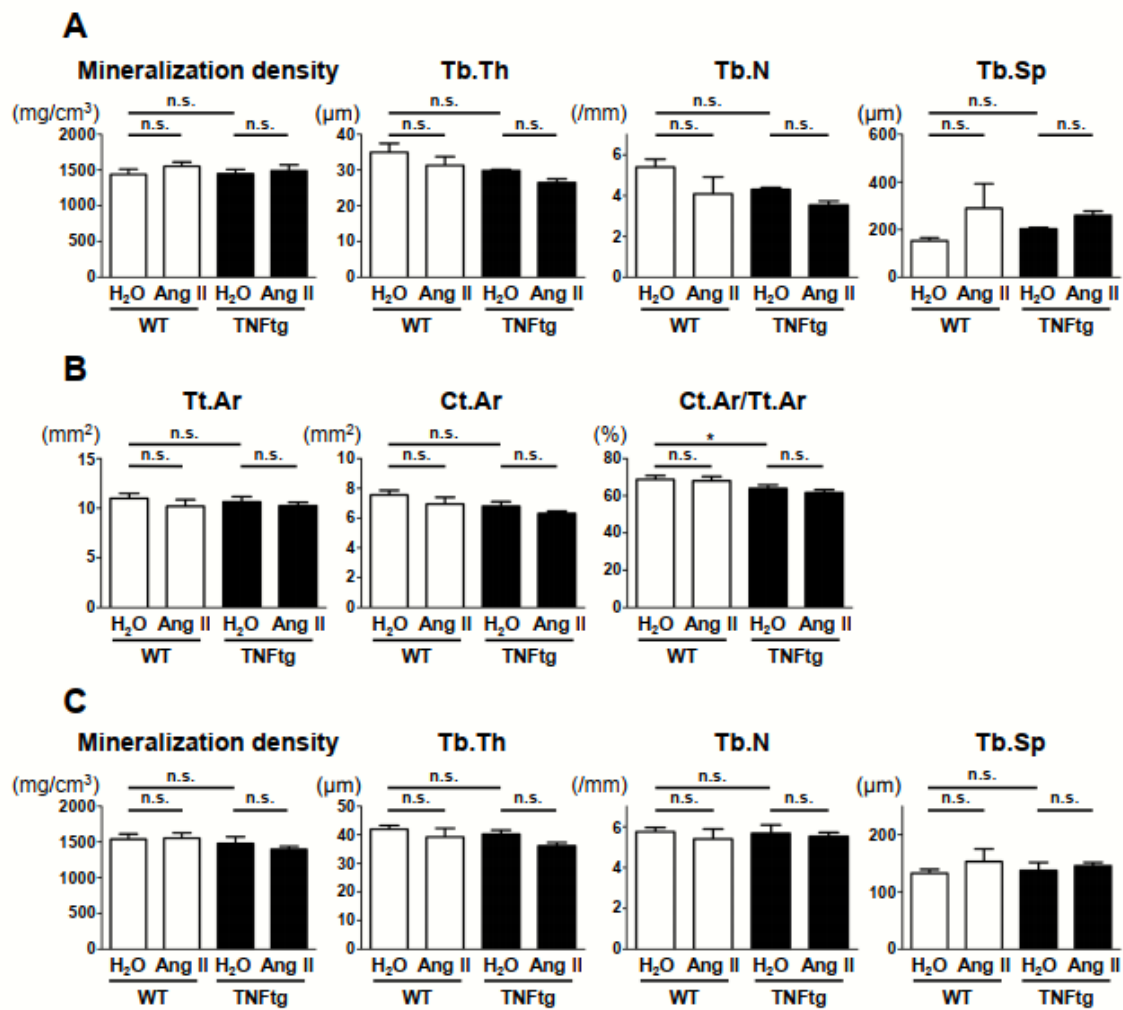 A
Mineralization density Tb.Th Tb.N Tb.Sp
(mg/cm³) n.s. (µm) n.s. (/mm) n.s. (µm) n.s.
n.s. n.s. n.s. n.s. n.s. n.s. n.s. n.s.
2000 40 6 600
1500 30 4 400
1000 20 2 200
500 10
0 0 0 0
H₂O Ang II H₂O Ang II H₂O Ang II H₂O Ang II H₂O Ang II H₂O Ang II H₂O Ang II H₂O Ang II
WT TNFtg WT TNFtg WT TNFtg WT TNFtg
B
Tt.Ar Ct.Ar Ct.Ar/Tt.Ar
(mm²) n.s. (mm²) n.s. (%) *
n.s. n.s. n.s. n.s. n.s. n.s.
15 10 80
10 8 60
5 6 40
4 20
2
0 0 0
H₂O Ang II H₂O Ang II H₂O Ang II H₂O Ang II H₂O Ang II H₂O Ang II
WT TNFtg WT TNFtg WT TNFtg
C
Mineralization density Tb.Th Tb.N Tb.Sp
(mg/cm³) n.s. (µm) n.s. (/mm) n.s. (µm) n.s.
n.s. n.s. n.s. n.s. n.s. n.s. n.s. n.s.
2000 50 6 200
1500 40 4 100
1000 30 2
500 20
10
0 0 0 0
H₂O Ang II H₂O Ang II H₂O Ang II H₂O Ang II H₂O Ang II H₂O Ang II H₂O Ang II H₂O Ang II
WT TNFtg WT TNFtg WT TNFtg WT TNFtg